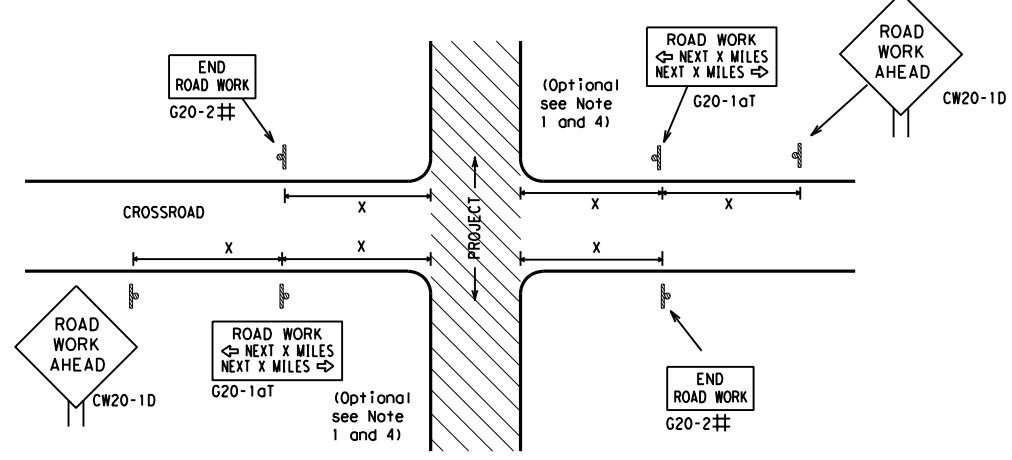 ROAD
WORK
AHEAD
CW20-1D
ROAD WORK
⇦ NEXT X MILES
NEXT X MILES ⇨
G20-1aT
(Optional
see Note
1 and 4)
END
ROAD WORK
G20-2#
X
X
X
CROSSROAD
PROJECT
X
X
X
ROAD
WORK
AHEAD
CW20-1D
ROAD WORK
⇦ NEXT X MILES
NEXT X MILES ⇨
G20-1aT
(Optional
see Note
1 and 4)
END
ROAD WORK
G20-2#